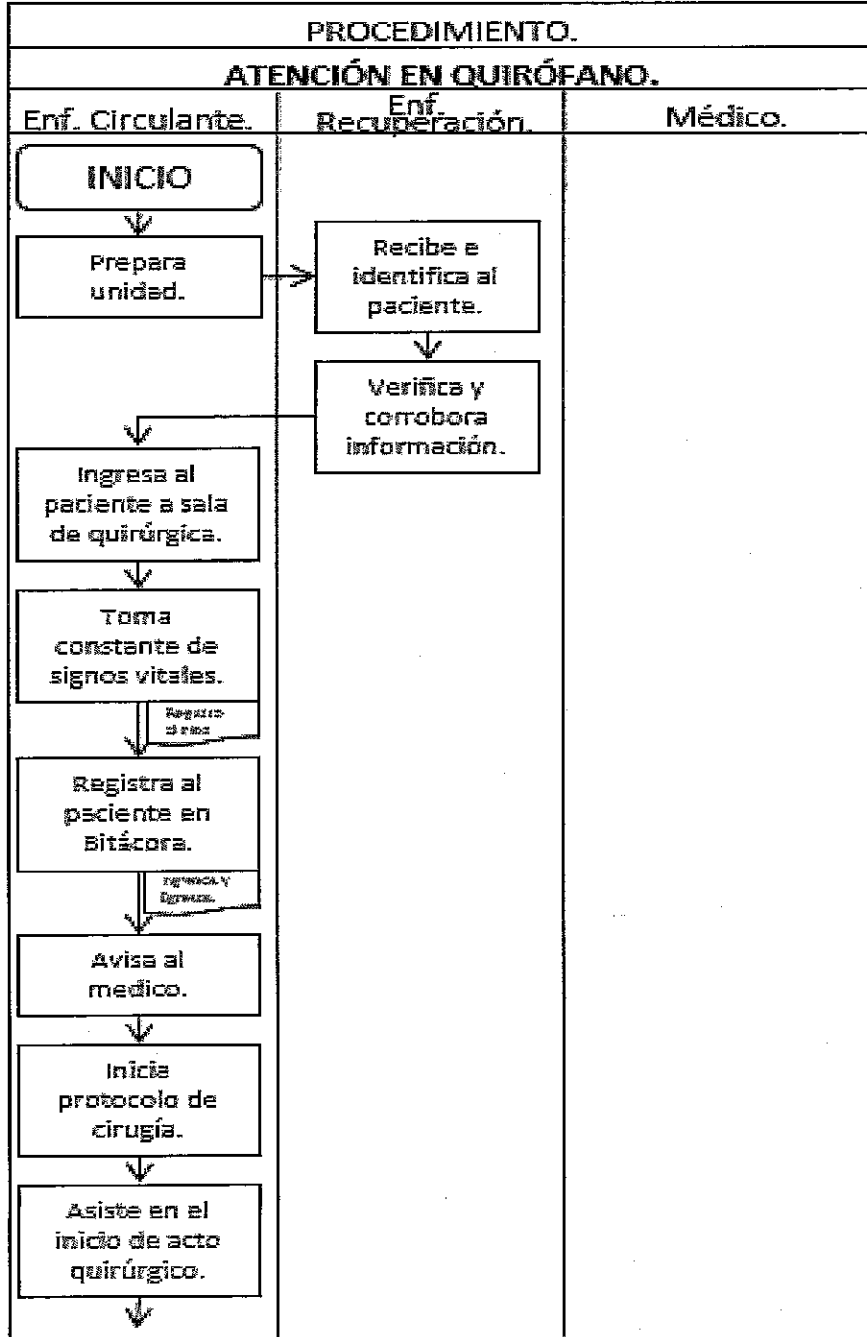 PROCEDIMIENTO.
ATENCIÓN EN QUIRÓFANO.
Enf. Circulante.
Enf.
Recuperación.
Médico.
INICIO
Prepara
unidad.
Recibe e
identifica al
paciente.
Verifica y
corrobora
información.
Ingresa al
paciente a sala
de quirúrgica.
Toma
constante de
signos vitales.
Registra al
paciente en
Bitácora.
Avisa al
medico.
Inicia
protocolo de
cirugía.
Asiste en el
inicio de acto
quirúrgico.